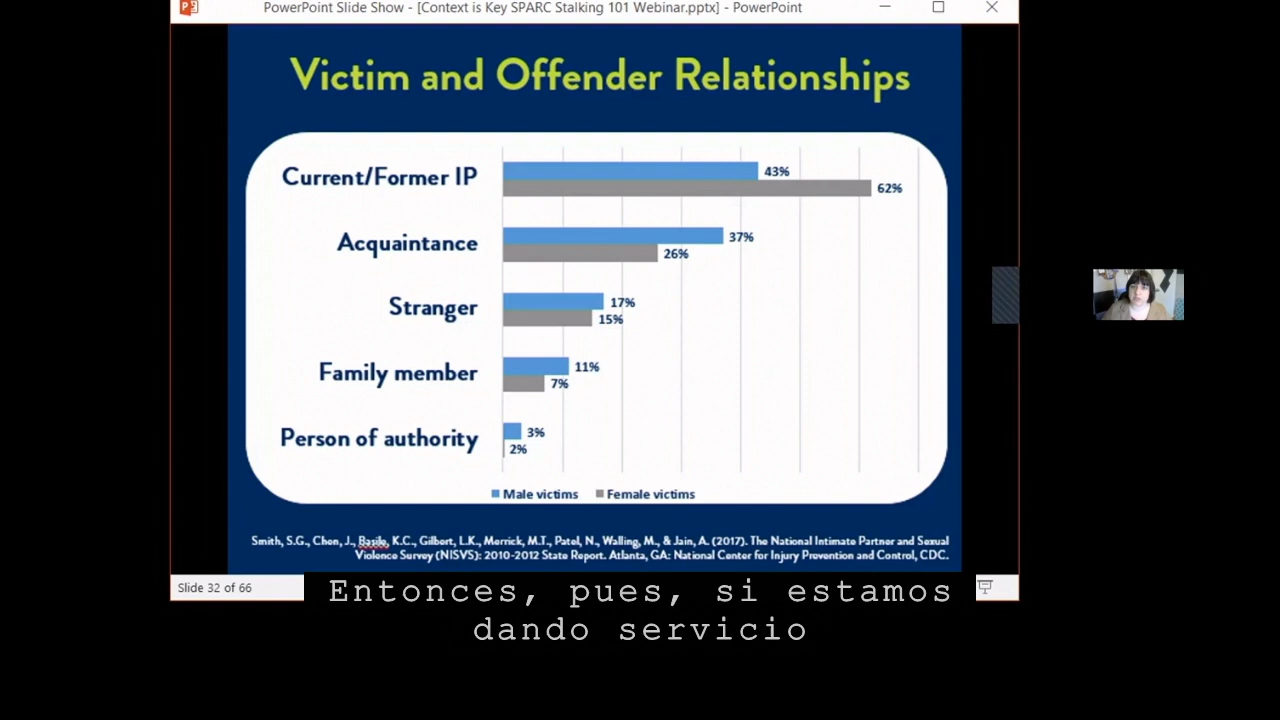 PowerPoint Slide Show - [Context is Key SPARC Stalking 101 Webinar.pptx] - PowerPoint
Victim and Offender Relationships
Current/Former IP
43%
62%
Acquaintance
37%
26%
Stranger
17%
15%
Family member
11%
7%
Person of authority
3%
2%
Male victims
Female victims
Smith, S.G., Chen, J., Basile, K.C., Gilbert, L.K., Merrick, M.T., Patel, N., Walling, M., & Jain, A. (2017). The National Intimate Partner and Sexual
Violence Survey (NISVS): 2010-2012 State Report. Atlanta, GA: National Center for Injury Prevention and Control, CDC.
Slide 32 of 66
Entonces, pues, si estamos
dando servicio